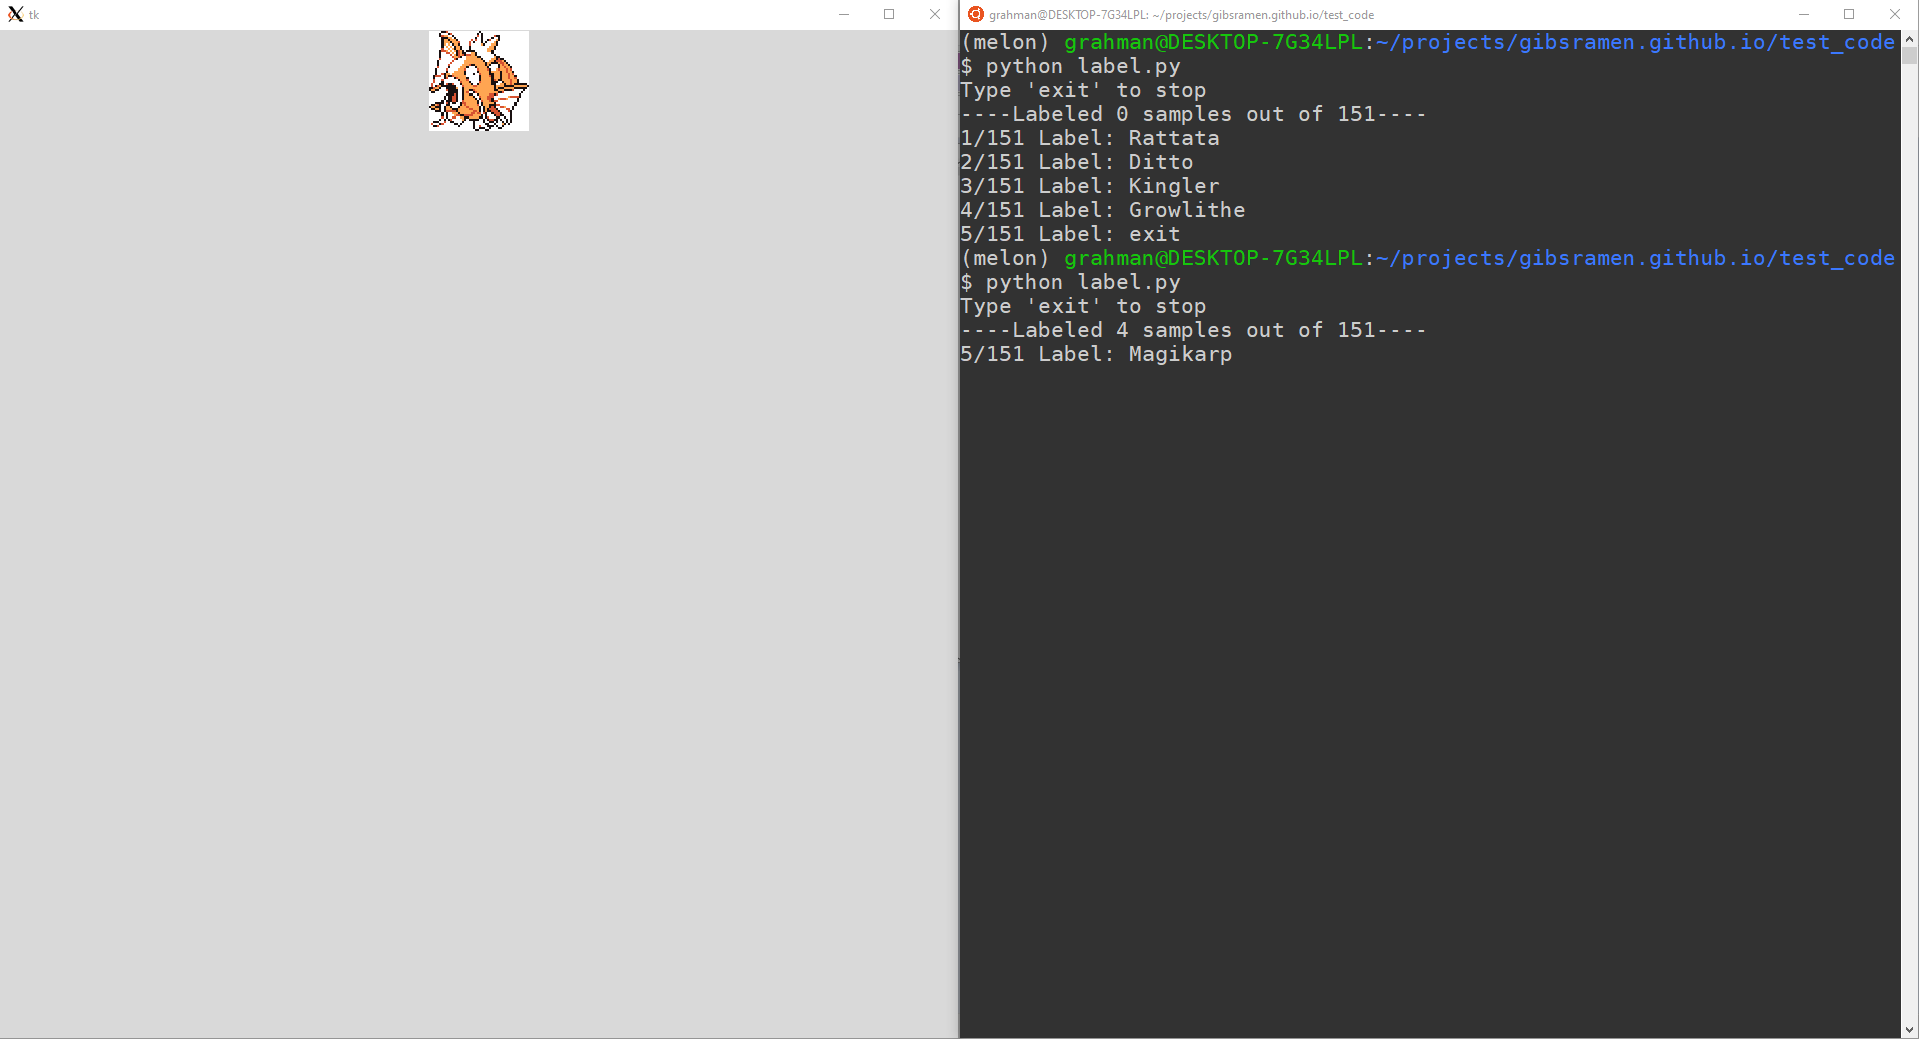 tk
grahman@DESKTOP-7G34LPL: ~/projects/gibsramen.github.io/test_code
(melon) grahman@DESKTOP-7G34LPL:~/projects/gibsramen.github.io/test_code
$ python label.py
Type 'exit' to stop
----Labeled 0 samples out of 151----
1/151 Label: Rattata
2/151 Label: Ditto
3/151 Label: Kingler
4/151 Label: Growlithe
5/151 Label: exit
(melon) grahman@DESKTOP-7G34LPL:~/projects/gibsramen.github.io/test_code
$ python label.py
Type 'exit' to stop
----Labeled 4 samples out of 151----
5/151 Label: Magikarp